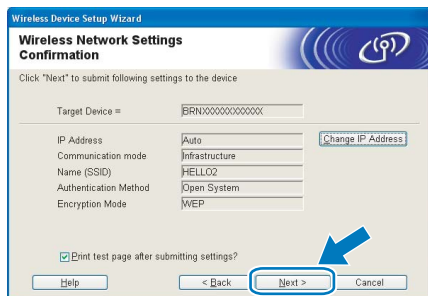 Wireless Device Setup Wizard
Wireless Network Settings
Confirmation
Click "Next" to submit following settings to the device
Target Device = BRNXXXXXXXXXXXX
IP Address Auto Change IP Address
Communication mode Infrastructure
Name (SSID) HELLO2
Authentication Method Open System
Encryption Mode WEP
Print test page after submitting settings?
Help < Back Next > Cancel